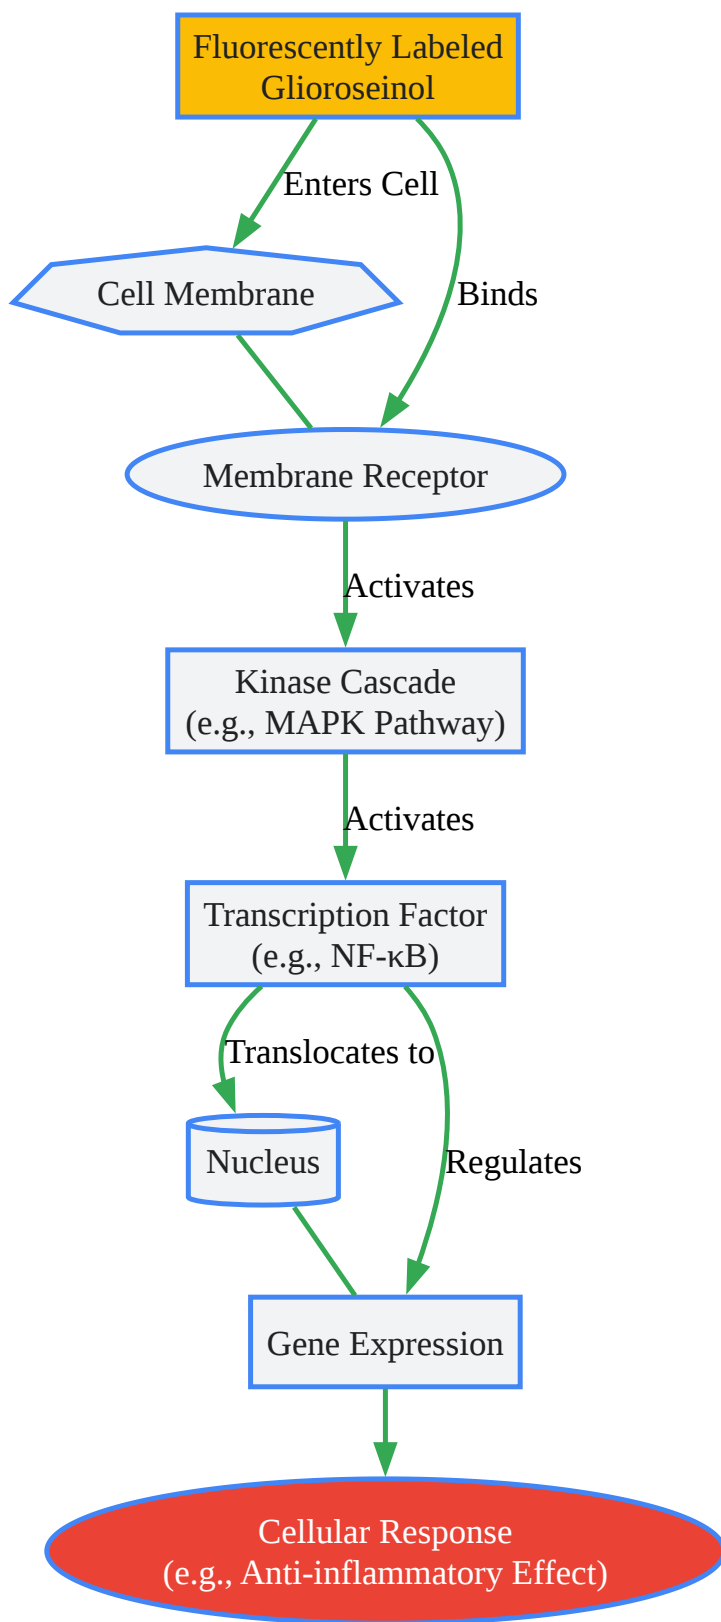 Fluorescently Labeled
Glioroseinol
Enters Cell
Cell Membrane
Binds
Membrane Receptor
Activates
Kinase Cascade
(e.g., MAPK Pathway)
Activates
Transcription Factor
(e.g., NF-κB)
Translocates to
Nucleus
Regulates
Gene Expression
Cellular Response
(e.g., Anti-inflammatory Effect)